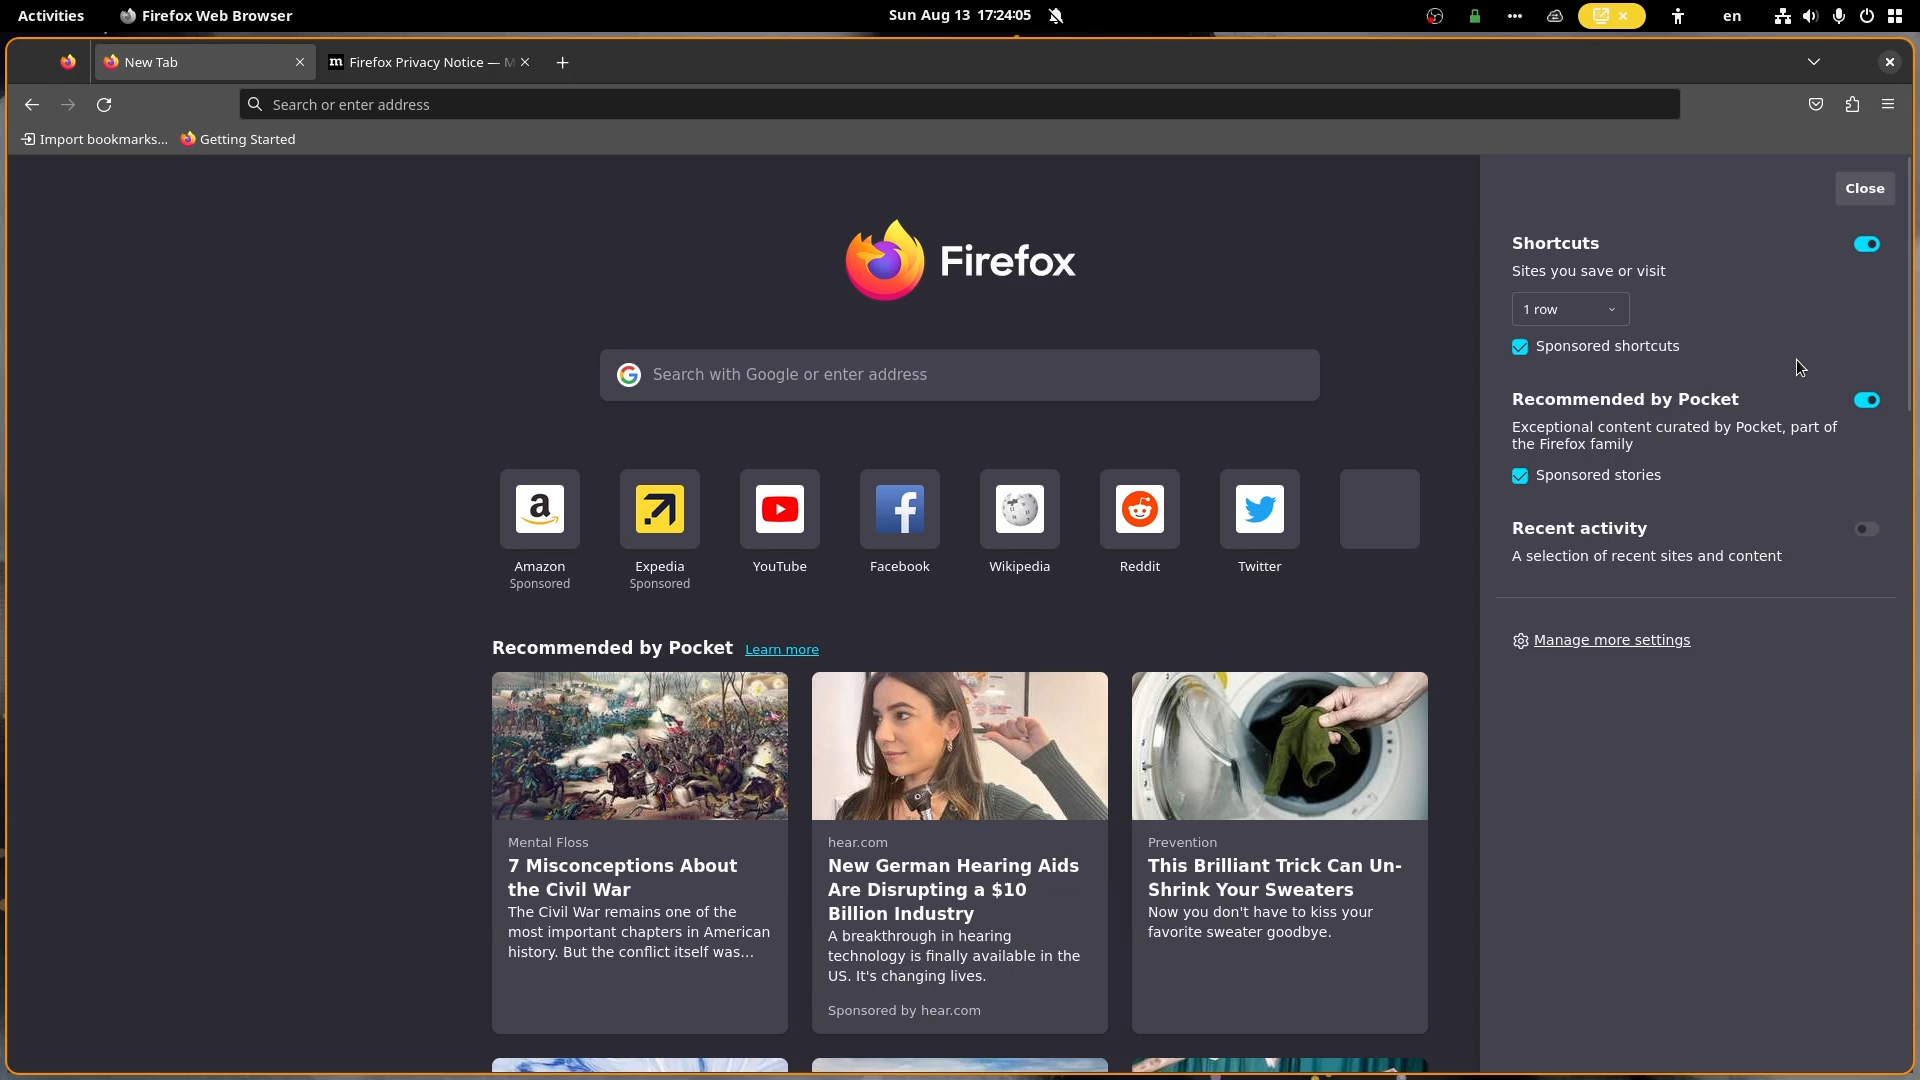 Activities
Firefox Web Browser
Sun Aug 13 17:24:05
en
New Tab
Firefox Privacy Notice — M
Search or enter address
Import bookmarks...
Getting Started
Firefox
Search with Google or enter address
Amazon
Sponsored
Expedia
Sponsored
YouTube
Facebook
Wikipedia
Reddit
Twitter
Recommended by Pocket Learn more
Mental Floss
7 Misconceptions About
the Civil War
The Civil War remains one of the
most important chapters in American
history. But the conflict itself was...
hear.com
New German Hearing Aids
Are Disrupting a $10
Billion Industry
A breakthrough in hearing
technology is finally available in the
US. It's changing lives.
Sponsored by hear.com
Prevention
This Brilliant Trick Can Un-
Shrink Your Sweaters
Now you don't have to kiss your
favorite sweater goodbye.
Close
Shortcuts
Sites you save or visit
1 row
Sponsored shortcuts
Recommended by Pocket
Exceptional content curated by Pocket, part of
the Firefox family
Sponsored stories
Recent activity
A selection of recent sites and content
Manage more settings